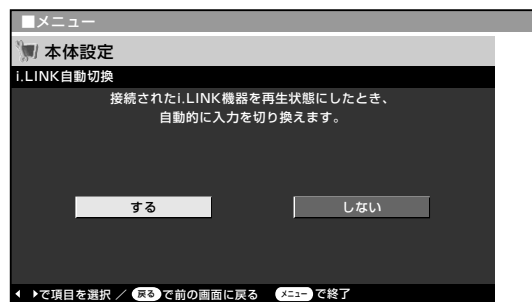 ■メニュー
本体設定
i.LINK自動切換
接続されたi.LINK機器を再生状態にしたとき、
自動的に入力を切り換えます。
する しない
で項目を選択 / 戻る で前の画面に戻る メニュー で終了